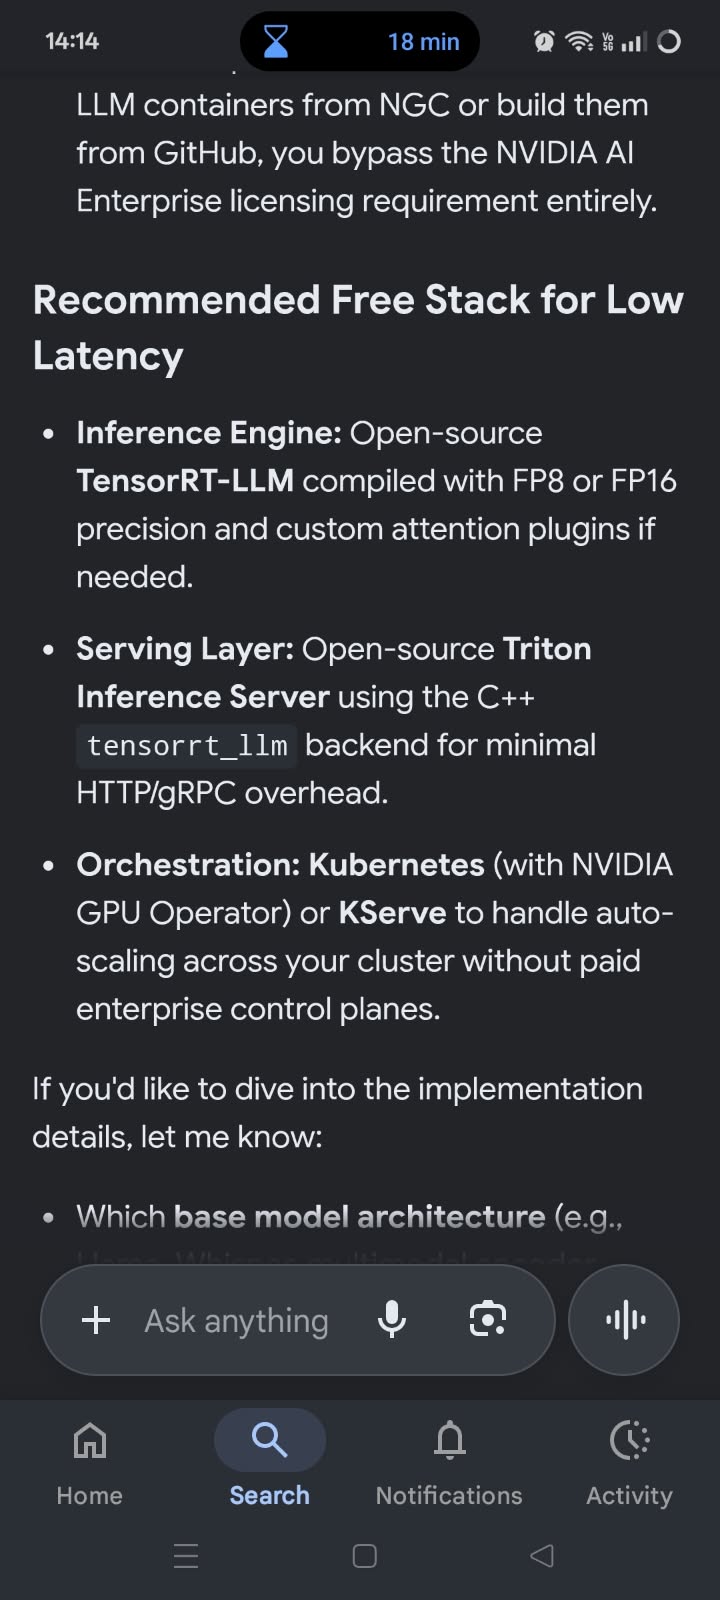 14:14
18 min
Vo
5G
LLM containers from NGC or build them
from GitHub, you bypass the NVIDIA AI
Enterprise licensing requirement entirely.
Recommended Free Stack for Low
Latency
• Inference Engine: Open-source
TensorRT-LLM compiled with FP8 or FP16
precision and custom attention plugins if
needed.
• Serving Layer: Open-source Triton
Inference Server using the C++
tensorrt_llm backend for minimal
HTTP/gRPC overhead.
• Orchestration: Kubernetes (with NVIDIA
GPU Operator) or KServe to handle auto-
scaling across your cluster without paid
enterprise control planes.
If you'd like to dive into the implementation
details, let me know:
• Which base model architecture (e.g.,
Ask anything
Home
Search
Notifications
Activity